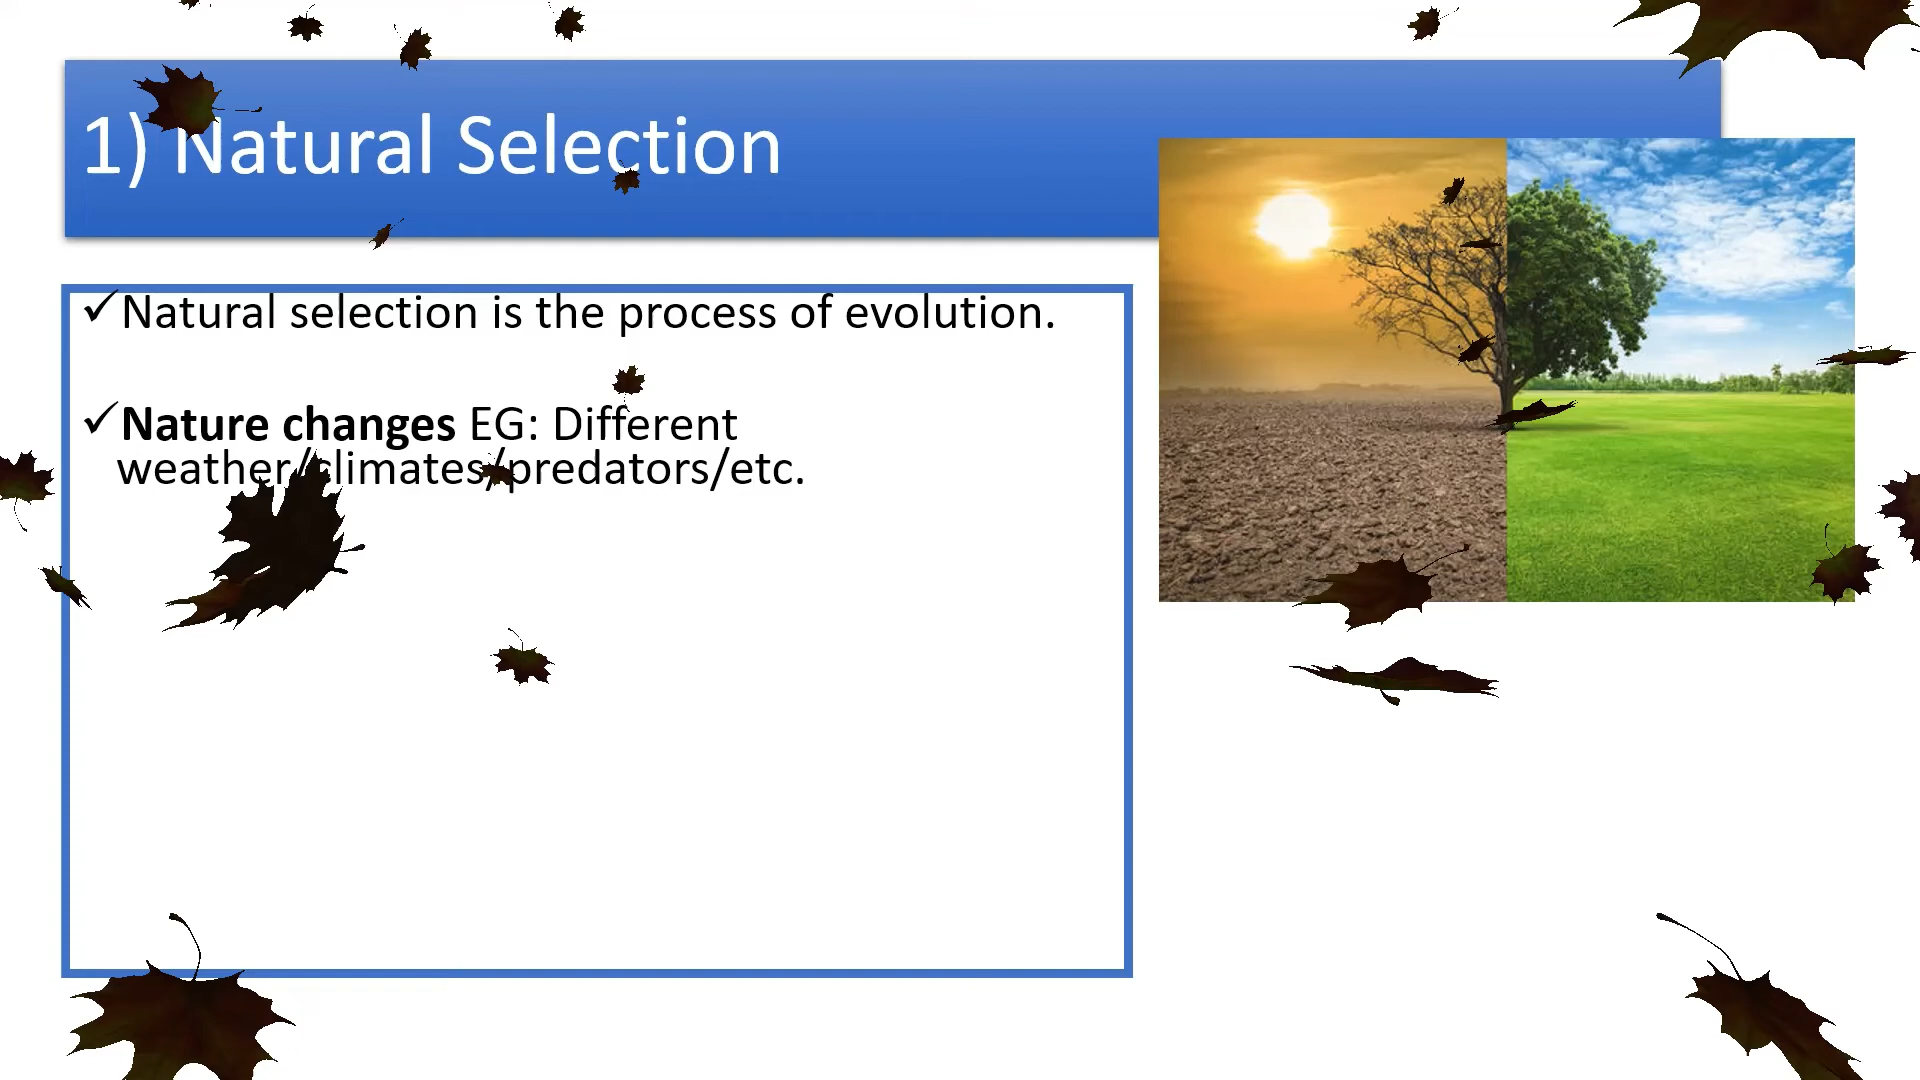 1) Natural Selection
✓Natural selection is the process of evolution.
✓Nature changes EG: Different
weather/climates/predators/etc.